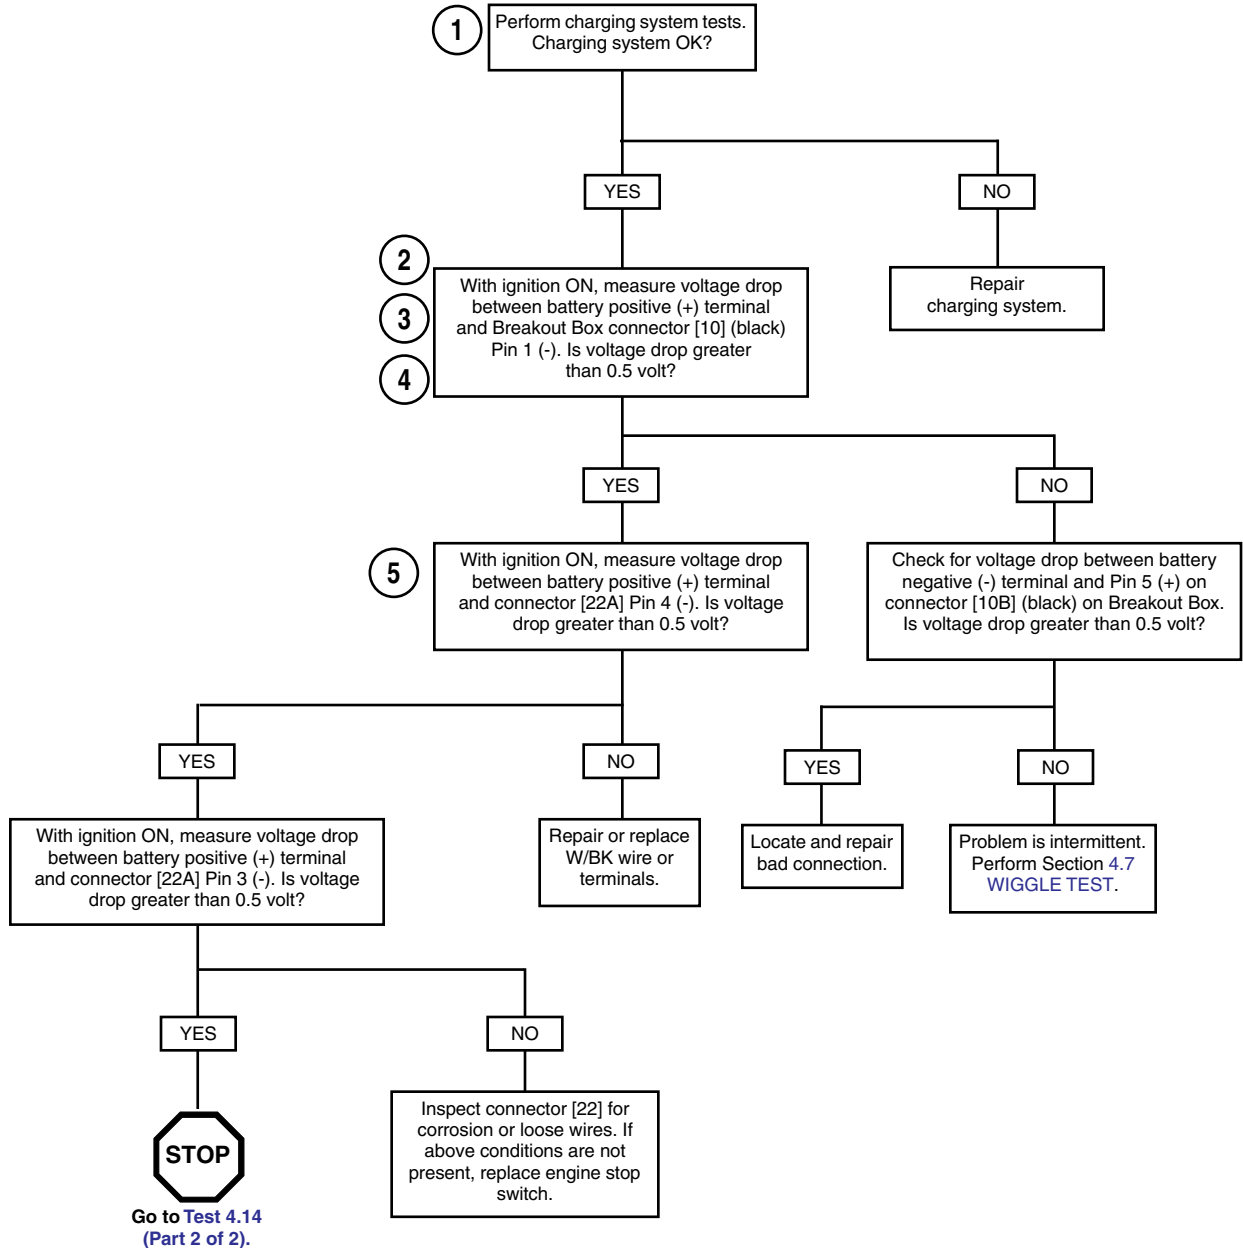 1
Perform charging system tests.
Charging system OK?
YES
NO
2
3
4
With ignition ON, measure voltage drop
between battery positive (+) terminal
and Breakout Box connector [10] (black)
Pin 1 (-). Is voltage drop greater
than 0.5 volt?
Repair
charging system.
YES
NO
5
With ignition ON, measure voltage drop
between battery positive (+) terminal
and connector [22A] Pin 4 (-). Is voltage
drop greater than 0.5 volt?
Check for voltage drop between battery
negative (-) terminal and Pin 5 (+) on
connector [10B] (black) on Breakout Box.
Is voltage drop greater than 0.5 volt?
YES
NO
YES
NO
With ignition ON, measure voltage drop
between battery positive (+) terminal
and connector [22A] Pin 3 (-). Is voltage
drop greater than 0.5 volt?
Repair or replace
W/BK wire or
terminals.
Locate and repair
bad connection.
Problem is intermittent.
Perform Section 4.7
WIGGLE TEST.
YES
NO
STOP
Go to Test 4.14
(Part 2 of 2).
Inspect connector [22] for
corrosion or loose wires. If
above conditions are not
present, replace engine stop
switch.